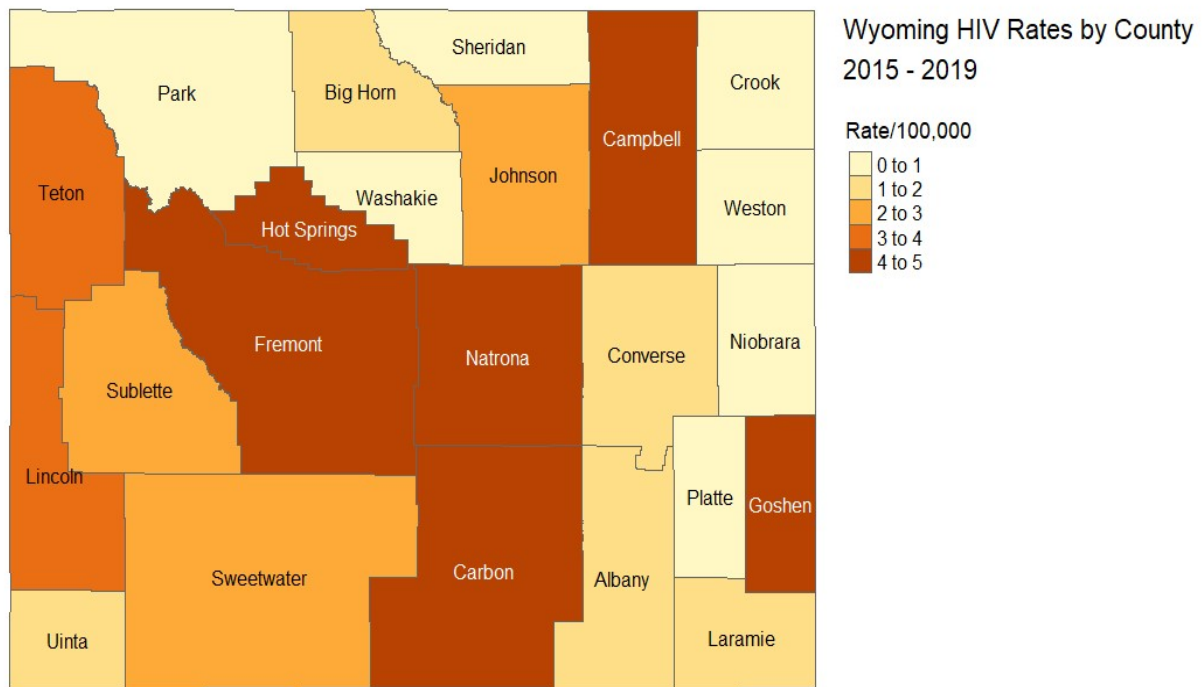 Wyoming HIV Rates by County
2015 - 2019
Rate/100,000
0 to 1
1 to 2
2 to 3
3 to 4
4 to 5
Sheridan
Crook
Park
Big Horn
Campbell
Johnson
Teton
Washakie
Weston
Hot Springs
Fremont
Natrona
Converse
Niobrara
Sublette
Lincoln
Platte
Goshen
Sweetwater
Carbon
Albany
Uinta
Laramie